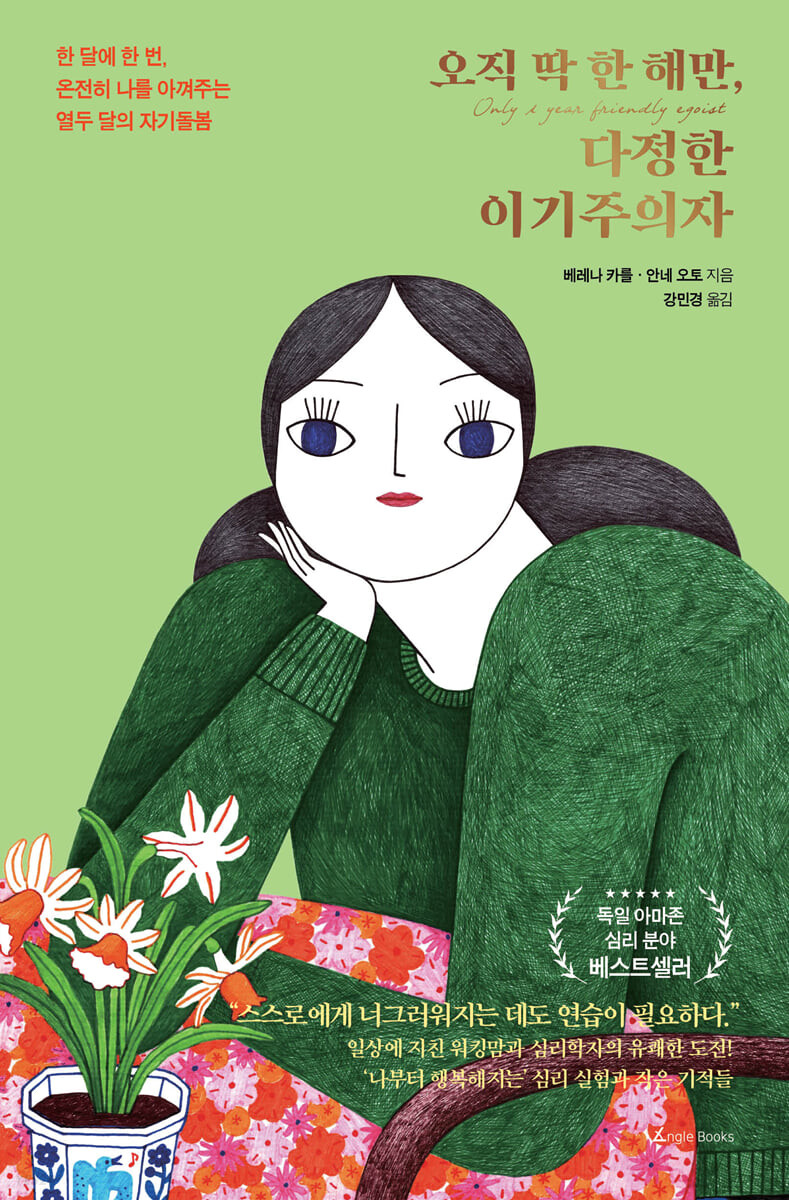 한 달에 한 번,
온전히 나를 아껴주는
열두 달의 자기돌봄
오직 딱 한 해만,
Only 1 year friendly egoist
다정한
이기주의자
베레나 카를 · 안네 오토 지음
강민경 옮김
독일 아마존
심리 분야
베스트셀러
“스스로에게 너그러워지는 데도 연습이 필요하다.”
일상에 지친 워킹맘과 심리학자의 유쾌한 도전!
‘나부터 행복해지는’ 심리 실험과 작은 기적들
Angle Books